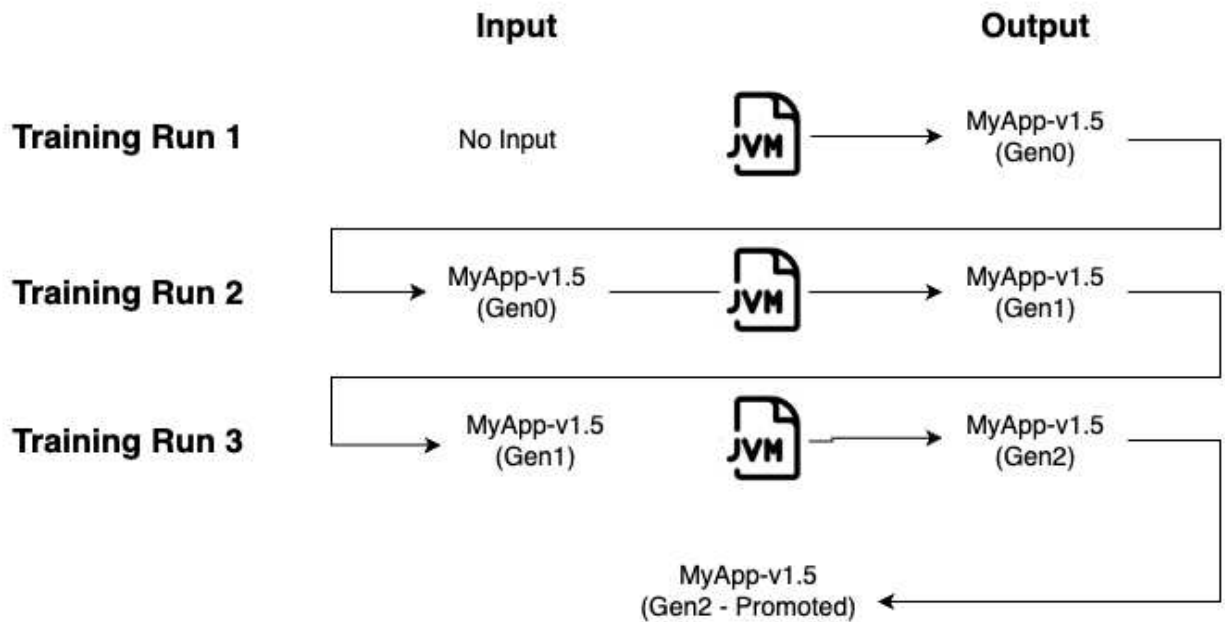 Input
Output
Training Run 1
No Input
JVM
MyApp-v1.5
(Gen0)
Training Run 2
MyApp-v1.5
(Gen0)
JVM
MyApp-v1.5
(Gen1)
Training Run 3
MyApp-v1.5
(Gen1)
JVM
MyApp-v1.5
(Gen2)
MyApp-v1.5
(Gen2 - Promoted)